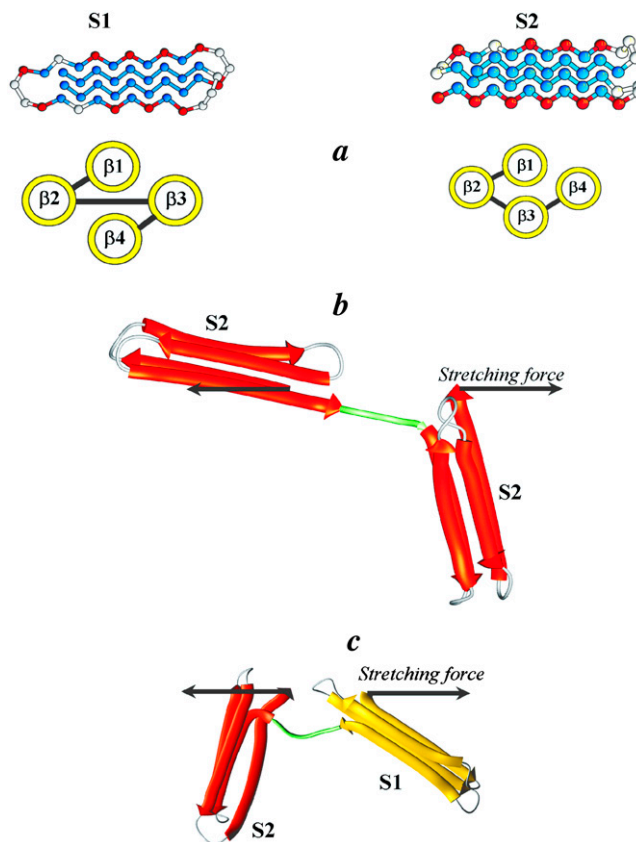 S1
S2
a
β1
β2
β3
β4
β1
β2
β4
β3
b
S2
Stretching force
S2
c
Stretching force
S1
S2